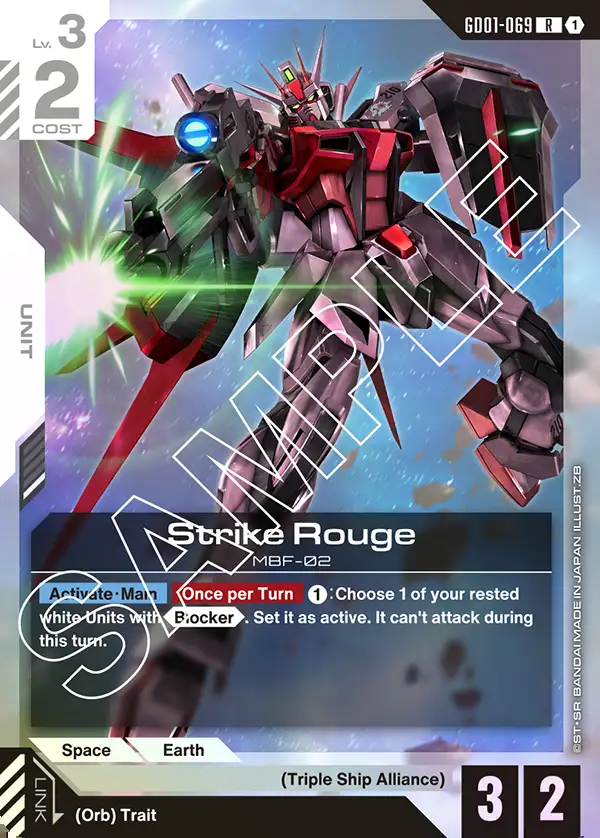 GD01-069 R 1
Lv. 3
2
COST
UNIT
SAMPLE
Strike Rouge
MBF-02
Activate･Main Once per Turn ①:Choose 1 of your rested
white Units with Blocker. Set it as active. It can't attack during
this turn.
©ST･SR BANDAI MADE IN JAPAN ILLUST.ZB
Space Earth
(Triple Ship Alliance)
LINK
(Orb) Trait
3 2